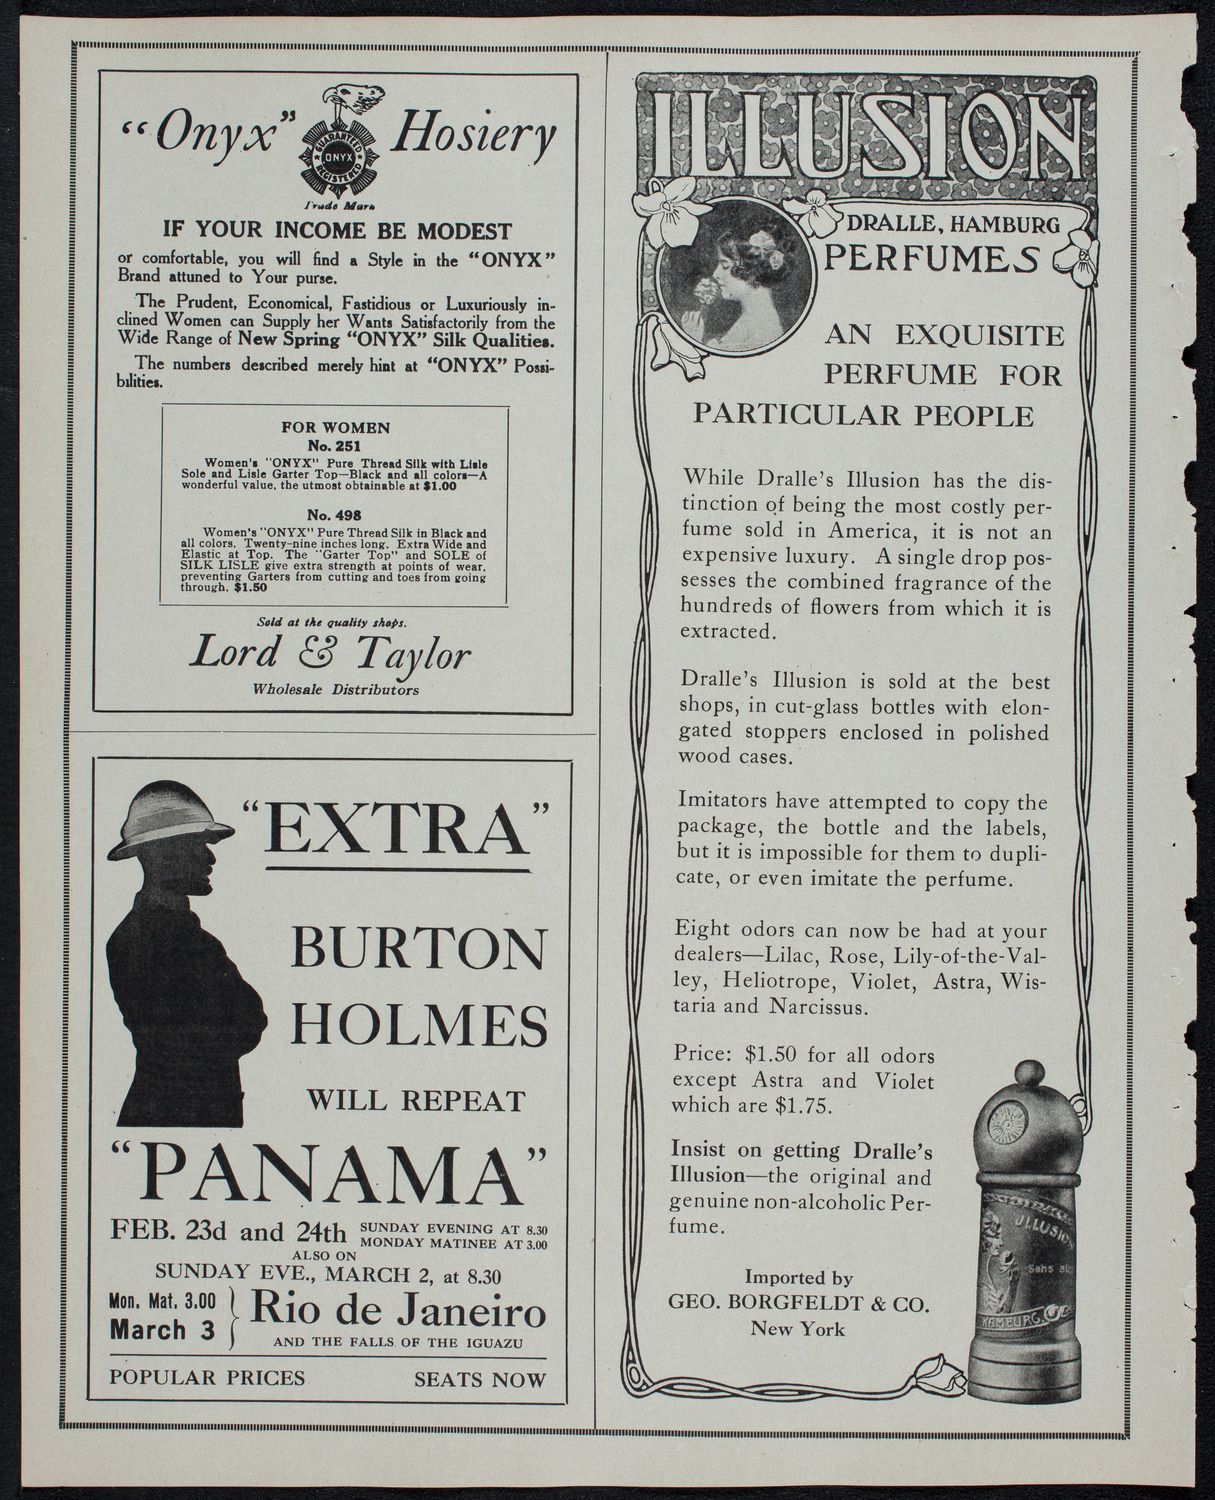 "Onyx" Hosiery
GUARANTEED
ONYX
REGISTERED
Trade Mark
IF YOUR INCOME BE MODEST
or comfortable, you will find a Style in the "ONYX"
Brand attuned to Your purse.
The Prudent, Economical, Fastidious or Luxuriously in-
clined Women can Supply her Wants Satisfactorily from the
Wide Range of New Spring "ONYX" Silk Qualities.
The numbers described merely hint at "ONYX" Possi-
bilities.
FOR WOMEN
No. 251
Women's "ONYX" Pure Thread Silk with Lisle
Sole and Lisle Garter Top—Black and all colors—A
wonderful value, the utmost obtainable at $1.00
No. 498
Women's "ONYX" Pure Thread Silk in Black and
all colors. Twenty-nine inches long. Extra Wide and
Elastic at Top. The "Garter Top" and SOLE of
SILK LISLE give extra strength at points of wear,
preventing Garters from cutting and toes from going
through. $1.50
Sold at the quality shops.
Lord & Taylor
Wholesale Distributors
"EXTRA"
BURTON
HOLMES
WILL REPEAT
"PANAMA"
FEB. 23d and 24th SUNDAY EVENING AT 8.30
MONDAY MATINEE AT 3.00
ALSO ON
SUNDAY EVE., MARCH 2, at 8.30
Mon. Mat. 3.00
March 3
Rio de Janeiro
AND THE FALLS OF THE IGUAZU
POPULAR PRICES SEATS NOW
ILLUSION
DRALLE, HAMBURG
PERFUMES
AN EXQUISITE
PERFUME FOR
PARTICULAR PEOPLE
While Dralle's Illusion has the dis-
tinction of being the most costly per-
fume sold in America, it is not an
expensive luxury. A single drop pos-
sesses the combined fragrance of the
hundreds of flowers from which it is
extracted.
Dralle's Illusion is sold at the best
shops, in cut-glass bottles with elon-
gated stoppers enclosed in polished
wood cases.
Imitators have attempted to copy the
package, the bottle and the labels,
but it is impossible for them to dupli-
cate, or even imitate the perfume.
Eight odors can now be had at your
dealers—Lilac, Rose, Lily-of-the-Val-
ley, Heliotrope, Violet, Astra, Wis-
taria and Narcissus.
Price: $1.50 for all odors
except Astra and Violet
which are $1.75.
Insist on getting Dralle's
Illusion—the original and
genuine non-alcoholic Per-
fume.
Imported by
GEO. BORGFELDT & CO.
New York
ILLUSION
HAMBURG